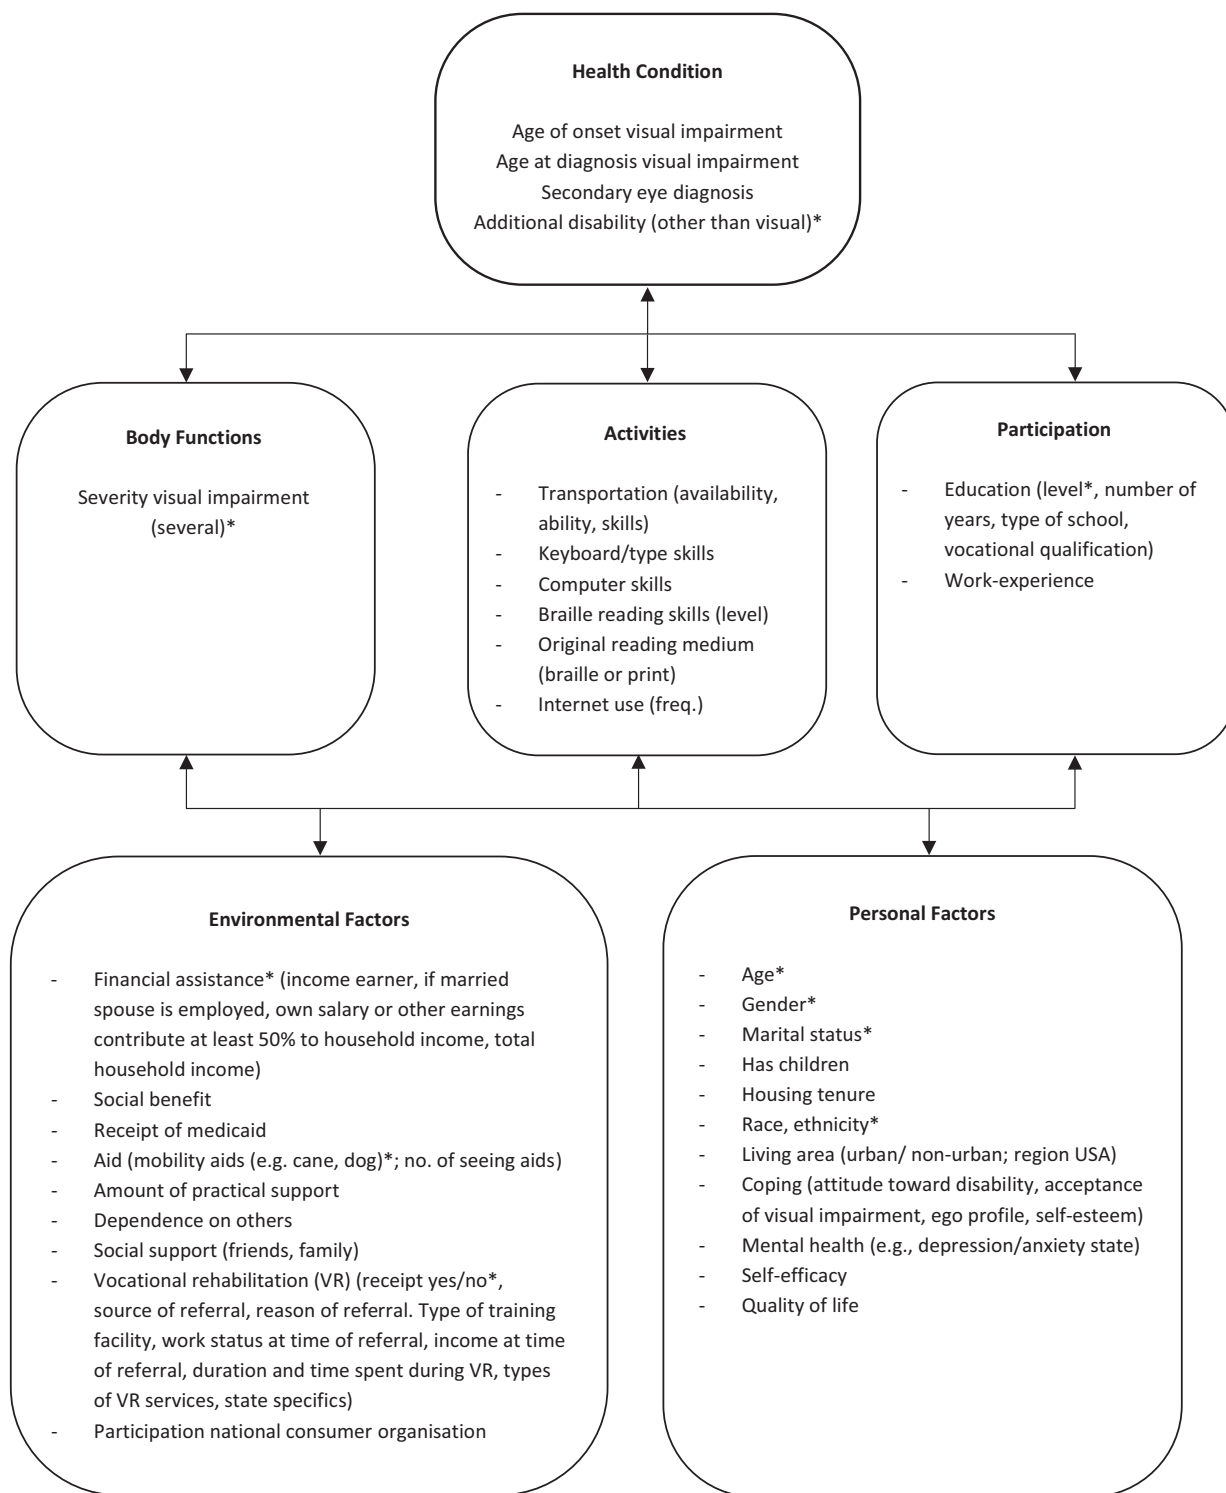 Health Condition
Age of onset visual impairment
Age at diagnosis visual impairment
Secondary eye diagnosis
Additional disability (other than visual)*
Body Functions
Severity visual impairment
(several)*
Activities
- Transportation (availability,
ability, skills)
- Keyboard/type skills
- Computer skills
- Braille reading skills (level)
- Original reading medium
(braille or print)
- Internet use (freq.)
Participation
- Education (level*, number of
years, type of school,
vocational qualification)
- Work-experience
Environmental Factors
- Financial assistance* (income earner, if married
spouse is employed, own salary or other earnings
contribute at least 50% to household income, total
household income)
- Social benefit
- Receipt of medicaid
- Aid (mobility aids (e.g. cane, dog)*; no. of seeing aids)
- Amount of practical support
- Dependence on others
- Social support (friends, family)
- Vocational rehabilitation (VR) (receipt yes/no*,
source of referral, reason of referral. Type of training
facility, work status at time of referral, income at time
of referral, duration and time spent during VR, types
of VR services, state specifics)
- Participation national consumer organisation
Personal Factors
- Age*
- Gender*
- Marital status*
- Has children
- Housing tenure
- Race, ethnicity*
- Living area (urban/ non-urban; region USA)
- Coping (attitude toward disability, acceptance
of visual impairment, ego profile, self-esteem)
- Mental health (e.g., depression/anxiety state)
- Self-efficacy
- Quality of life